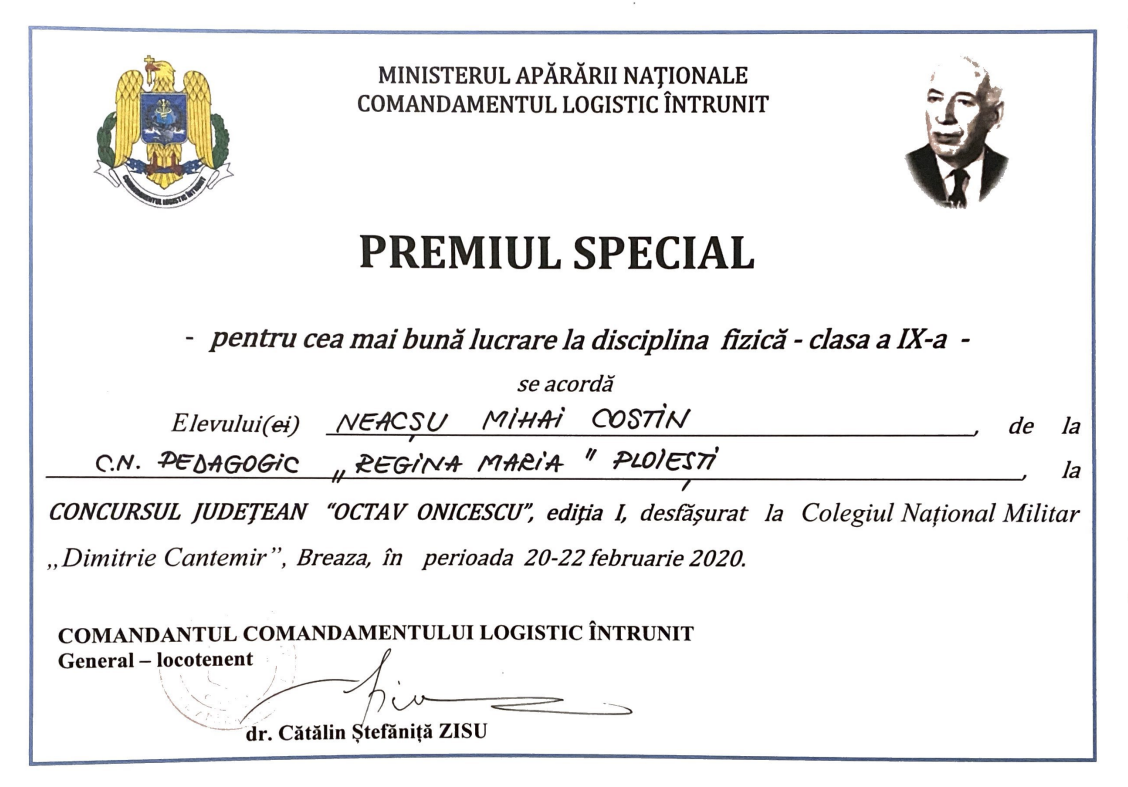 MINISTERUL APĂRĂRII NAȚIONALE
COMANDAMENTUL LOGISTIC ÎNTRUNIT
COMANDAMENTUL LOGISTIC ÎNTRUNIT
PREMIUL SPECIAL
- pentru cea mai bună lucrare la disciplina fizică - clasa a IX-a -
se acordă
Elevului(ei) NEACȘU MIHAI COSTIN, de la
C.N. PEDAGOGIC „REGINA MARIA" PLOIEȘTI, la
CONCURSUL JUDEȚEAN "OCTAV ONICESCU", ediția I, desfășurat la Colegiul Național Militar
„Dimitrie Cantemir", Breaza, în perioada 20-22 februarie 2020.
COMANDANTUL COMANDAMENTULUI LOGISTIC ÎNTRUNIT
General – locotenent
dr. Cătălin Ștefăniță ZISU